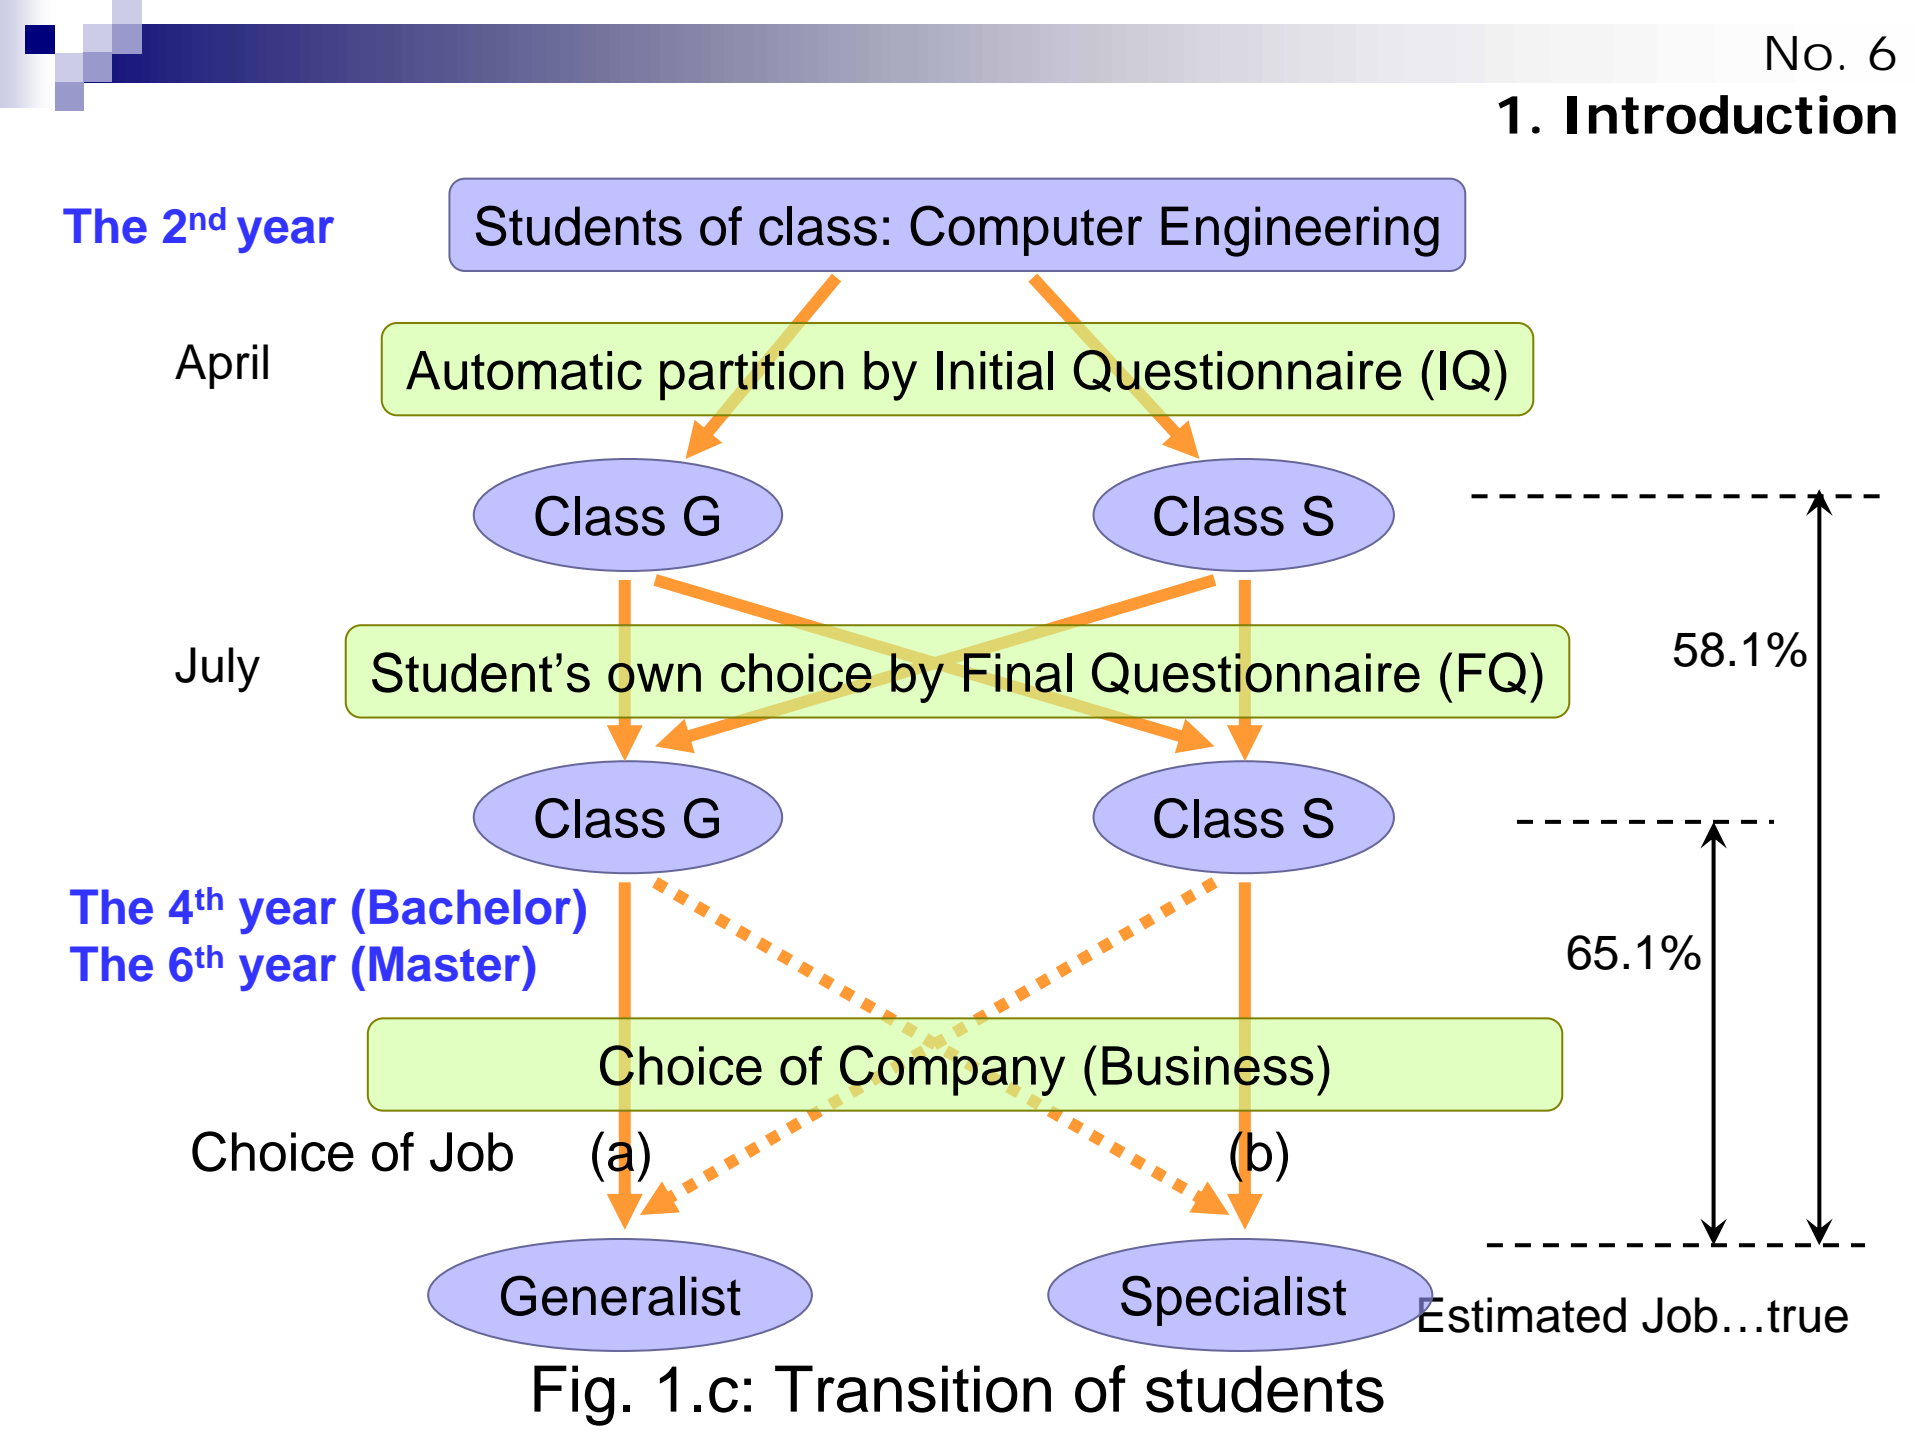 No. 6
1. Introduction
The 2nd year
Students of class: Computer Engineering
April
Automatic partition by Initial Questionnaire (IQ)
Class G
Class S
July
Student’s own choice by Final Questionnaire (FQ)
58.1%
Class G
Class S
The 4th year (Bachelor)
The 6th year (Master)
65.1%
Choice of Company (Business)
Choice of Job
(a)
(b)
Generalist
Specialist
Estimated Job…true
Fig. 1.c: Transition of students